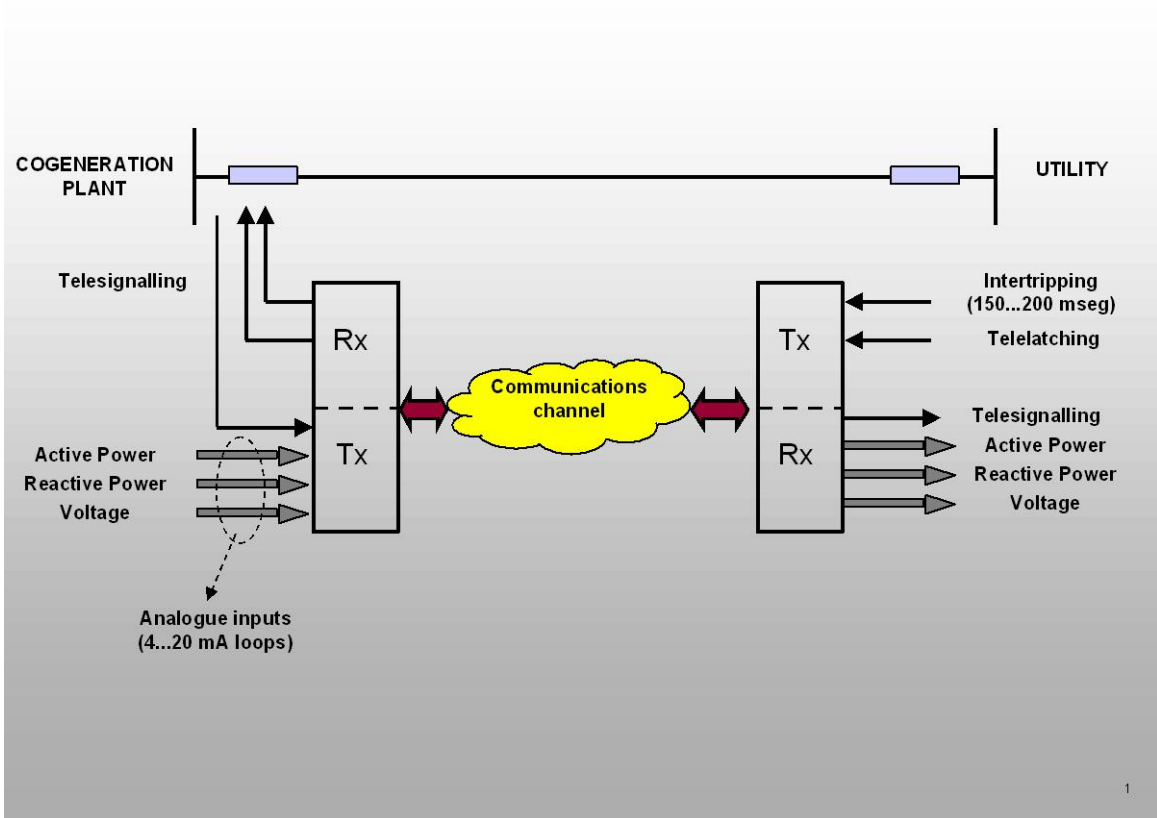 COGENERATION
PLANT
UTILITY
Telesignalling
Intertripping
(150...200 mseg)
Telelatching
Rx
Tx
Communications
channel
Tx
Rx
Telesignalling
Active Power
Reactive Power
Voltage
Active Power
Reactive Power
Voltage
Analogue inputs
(4...20 mA loops)
1